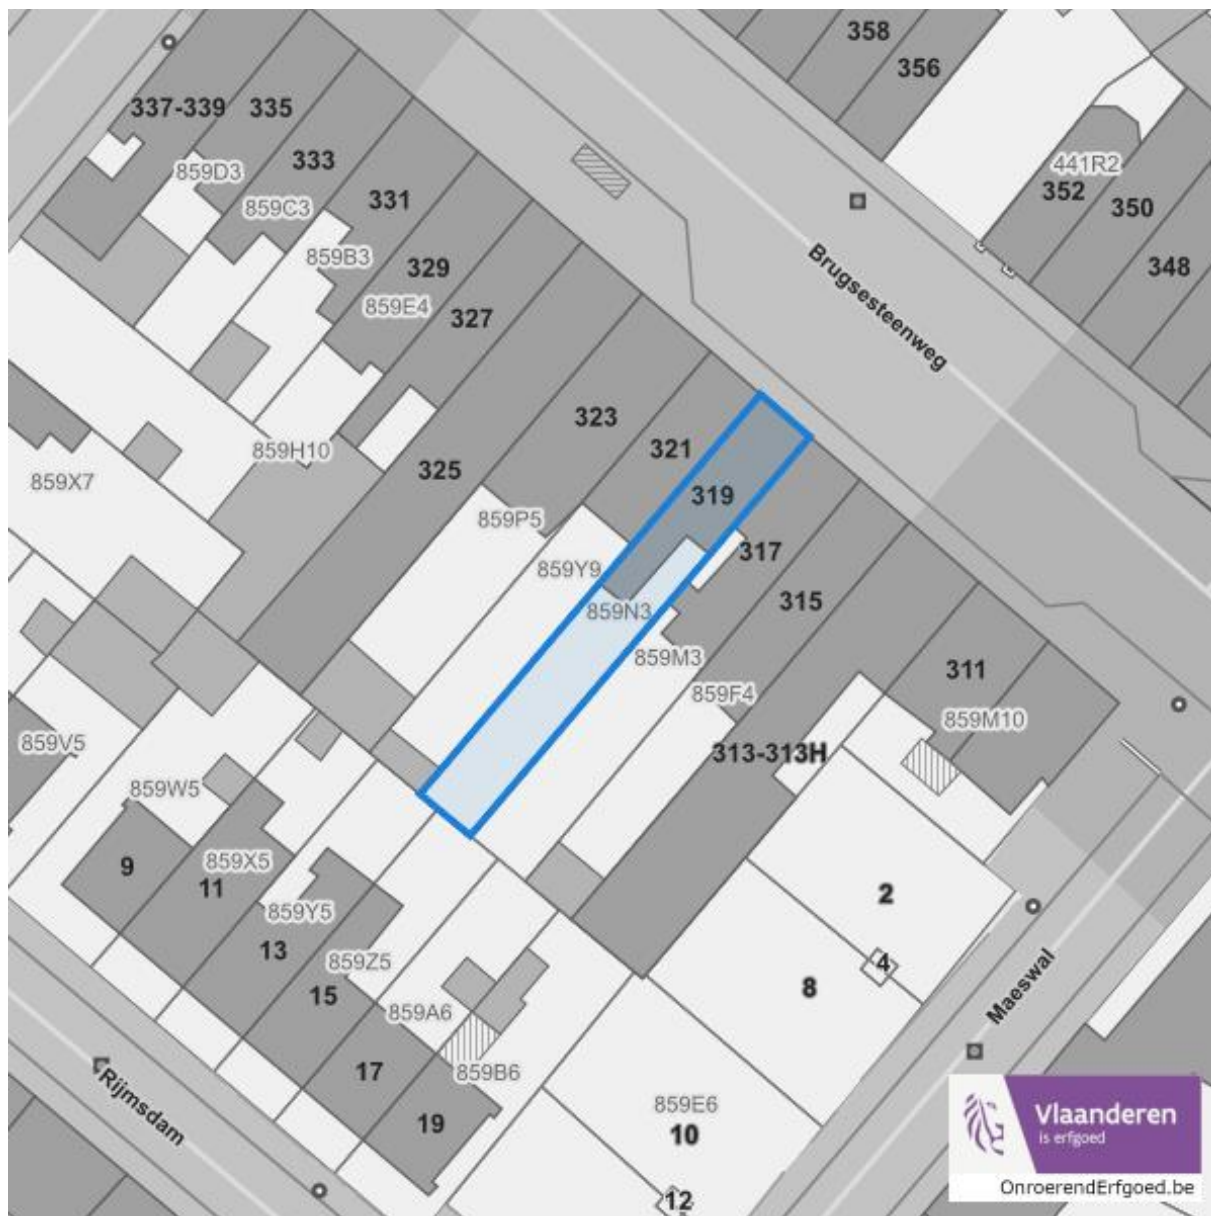 358
356
337-339
335
859D3
333
441R2
352
859C3
331
350
859B3
329
348
859E4
327
Brugsesteenweg
323
321
859H10
325
859X7
319
859P5
317
859Y9
315
859N3
859M3
311
859F4
859M10
859V5
313-313H
859W5
9
859X5
11
2
859Y5
13
859Z5
4
15
8
Maeswal
859A6
17
859B6
Rijmsdam
859E6
19
10
12
Vlaanderen
is erfgoed
OnroerendErfgoed.be